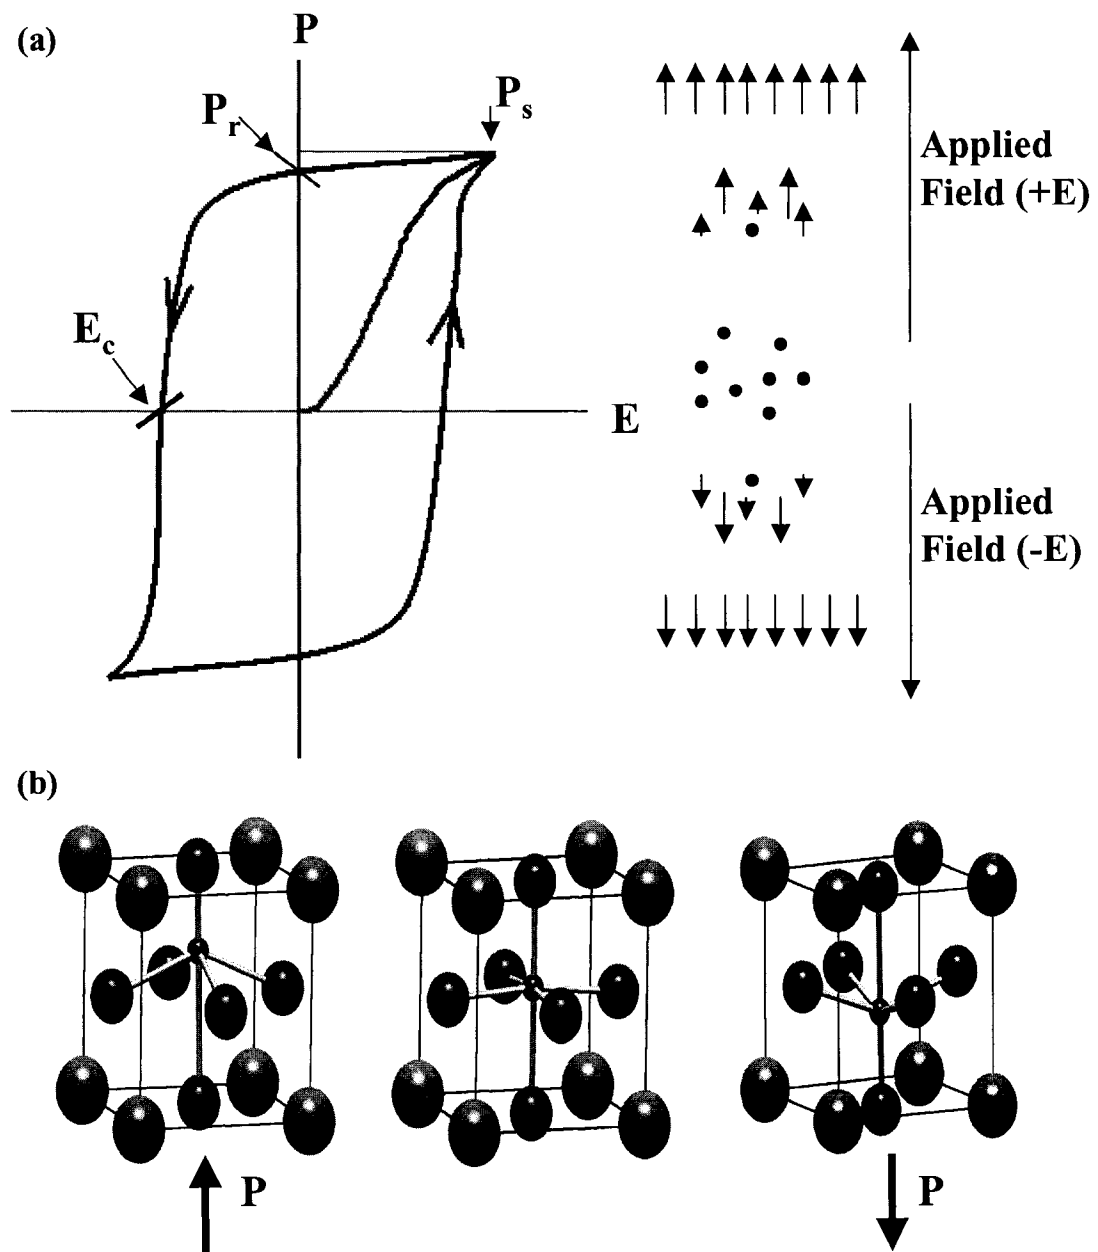 (a)
P
P_r
P_s
E_c
E
Applied
Field (+E)
Applied
Field (-E)
(b)
P
P